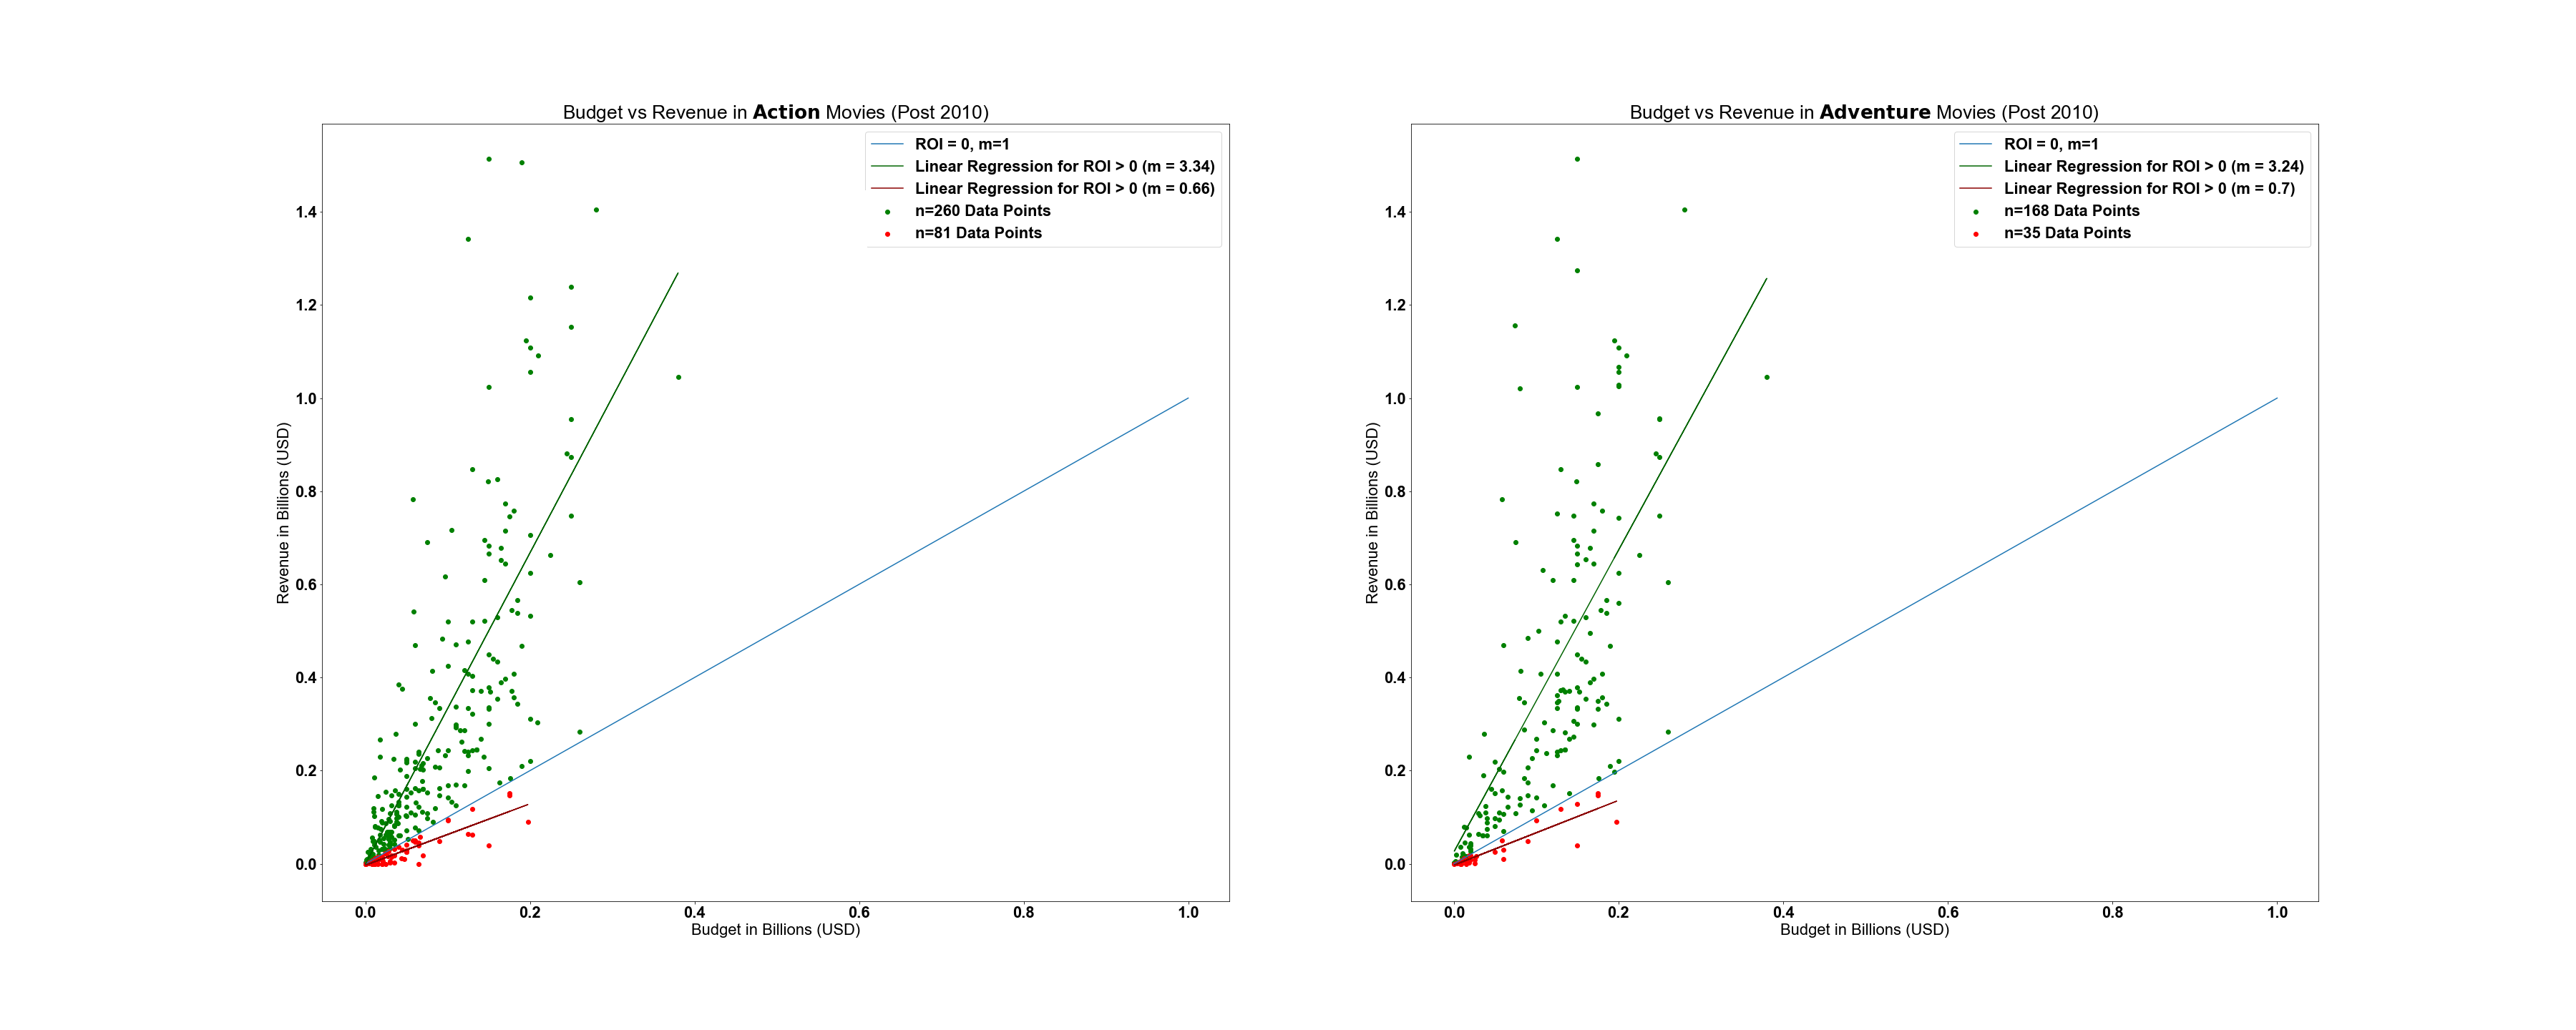 Budget vs Revenue in Action Movies (Post 2010)
ROI = 0, m=1
Linear Regression for ROI > 0 (m = 3.34)
Linear Regression for ROI > 0 (m = 0.66)
n=260 Data Points
n=81 Data Points
Revenue in Billions (USD)
1.4
1.2
1.0
0.8
0.6
0.4
0.2
0.0
0.0 0.2 0.4 0.6 0.8 1.0
Budget in Billions (USD)
Budget vs Revenue in Adventure Movies (Post 2010)
ROI = 0, m=1
Linear Regression for ROI > 0 (m = 3.24)
Linear Regression for ROI > 0 (m = 0.7)
n=168 Data Points
n=35 Data Points
Revenue in Billions (USD)
1.4
1.2
1.0
0.8
0.6
0.4
0.2
0.0
0.0 0.2 0.4 0.6 0.8 1.0
Budget in Billions (USD)